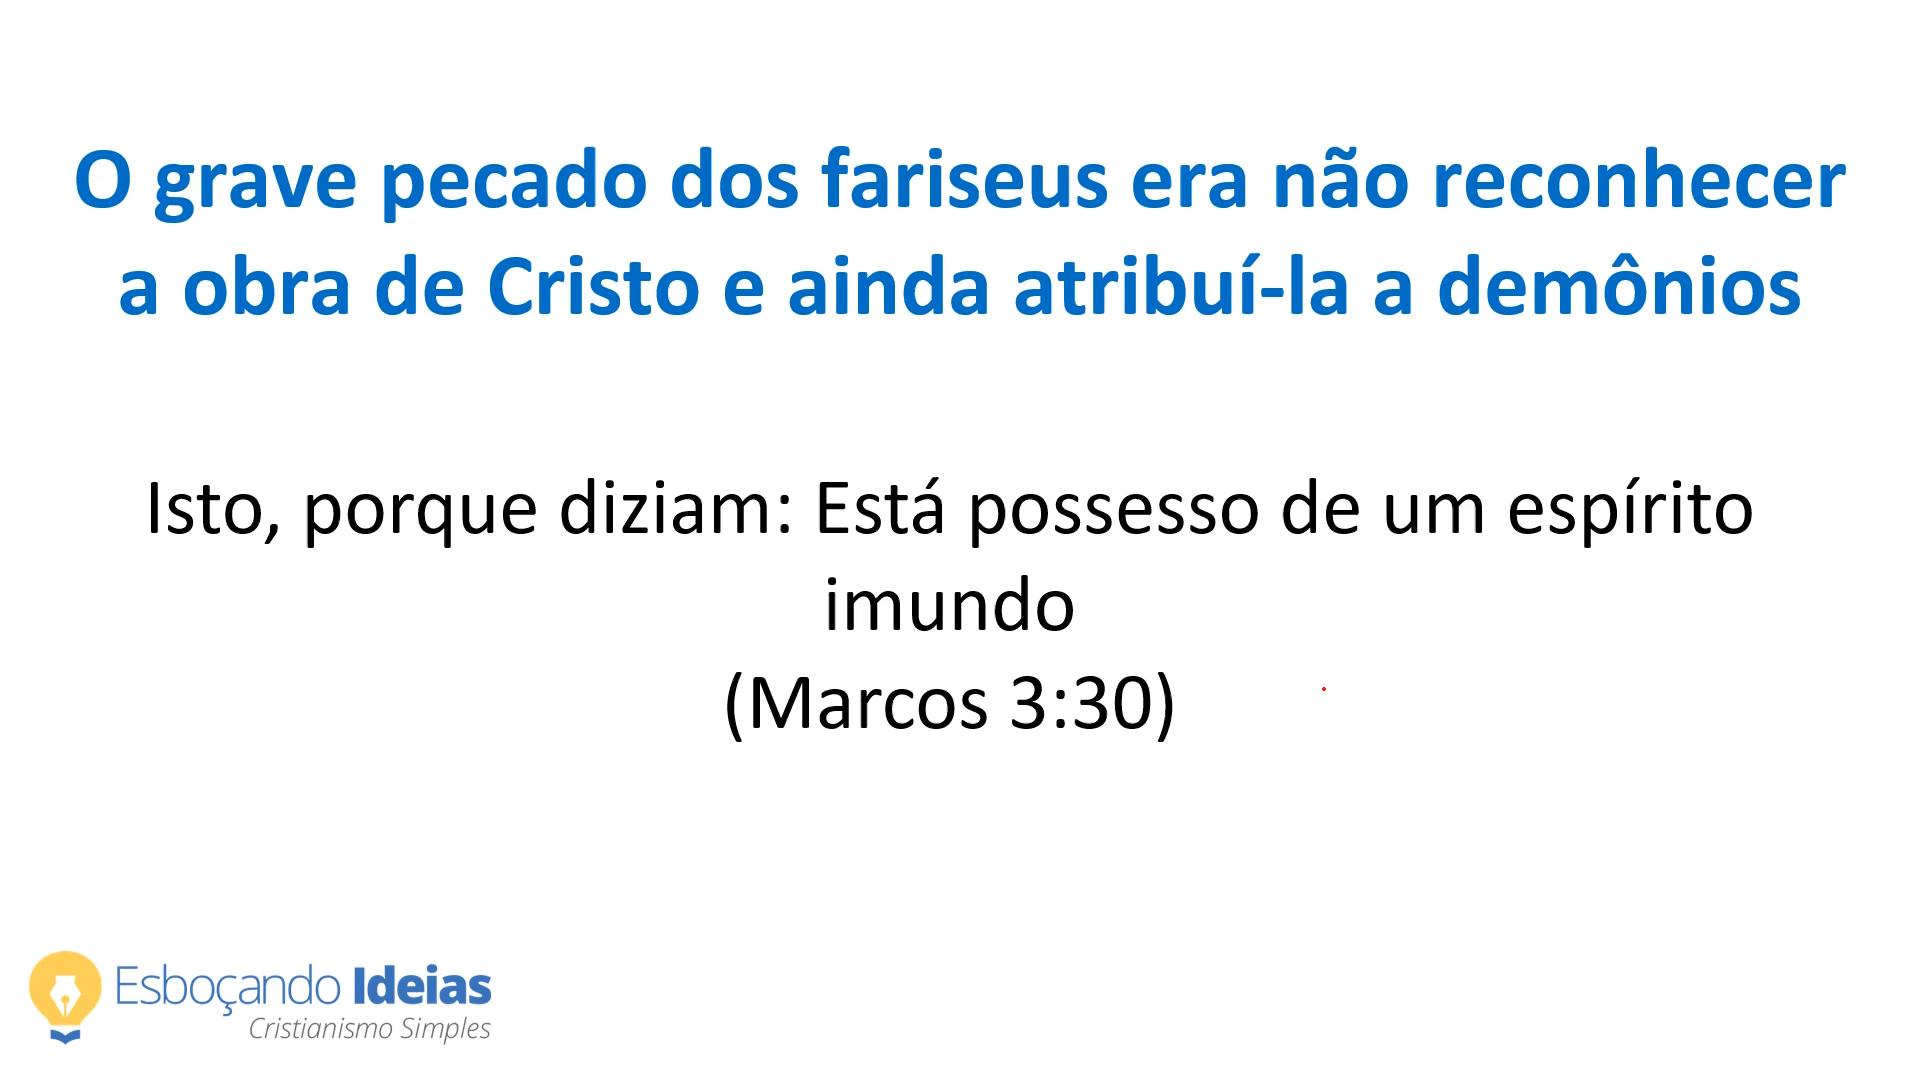 O grave pecado dos fariseus era não reconhecer
a obra de Cristo e ainda atribuí-la a demônios
Isto, porque diziam: Está possesso de um espírito
imundo
(Marcos 3:30)
Esboçando Ideias
Cristianismo Simples